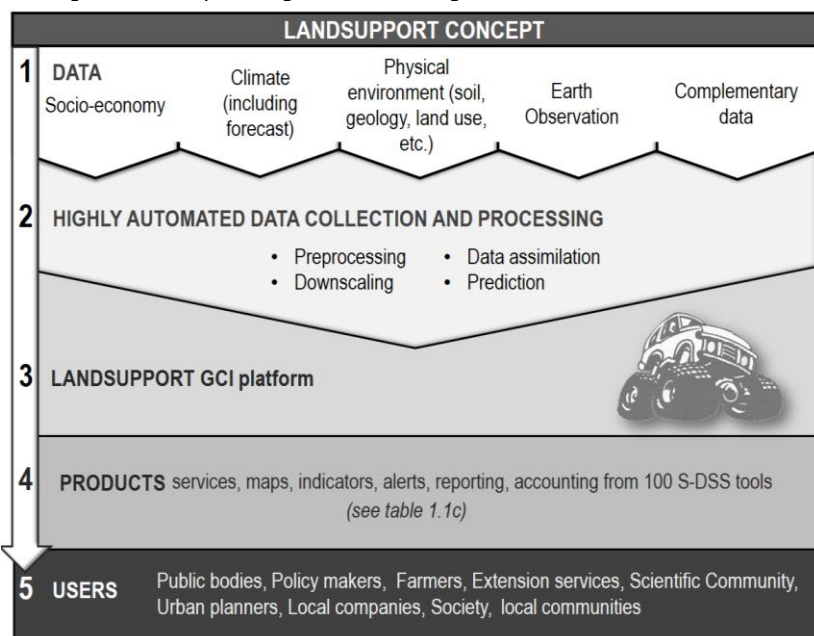 LANDSUPPORT CONCEPT
1
DATA
Socio-economy
Climate
(including
forecast)
Physical
environment (soil,
geology, land use,
etc.)
Earth
Observation
Complementary
data
2
HIGHLY AUTOMATED DATA COLLECTION AND PROCESSING
• Preprocessing
• Downscaling
• Data assimilation
• Prediction
3
LANDSUPPORT GCI platform
4
PRODUCTS services, maps, indicators, alerts, reporting, accounting from 100 S-DSS tools
(see table 1.1c)
5
USERS
Public bodies, Policy makers, Farmers, Extension services, Scientific Community,
Urban planners, Local companies, Society, local communities